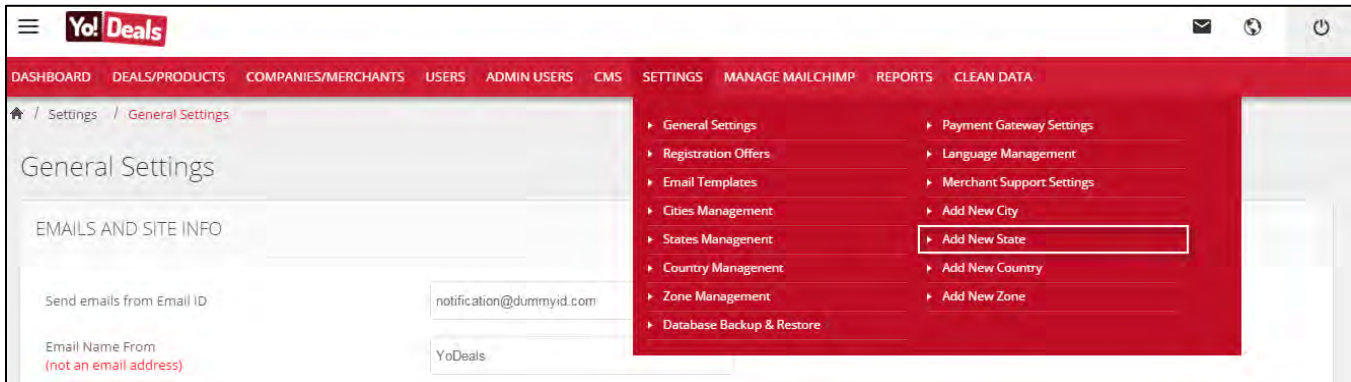 Yo! Deals
DASHBOARD DEALS/PRODUCTS COMPANIES/MERCHANTS USERS ADMIN USERS CMS SETTINGS MANAGE MAILCHIMP REPORTS CLEAN DATA
/ Settings / General Settings
General Settings
EMAILS AND SITE INFO
Send emails from Email ID
notification@dummyid.com
Email Name From
(not an email address)
YoDeals
General Settings
Registration Offers
Email Templates
Cities Management
States Management
Country Management
Zone Management
Database Backup & Restore
Payment Gateway Settings
Language Management
Merchant Support Settings
Add New City
Add New State
Add New Country
Add New Zone